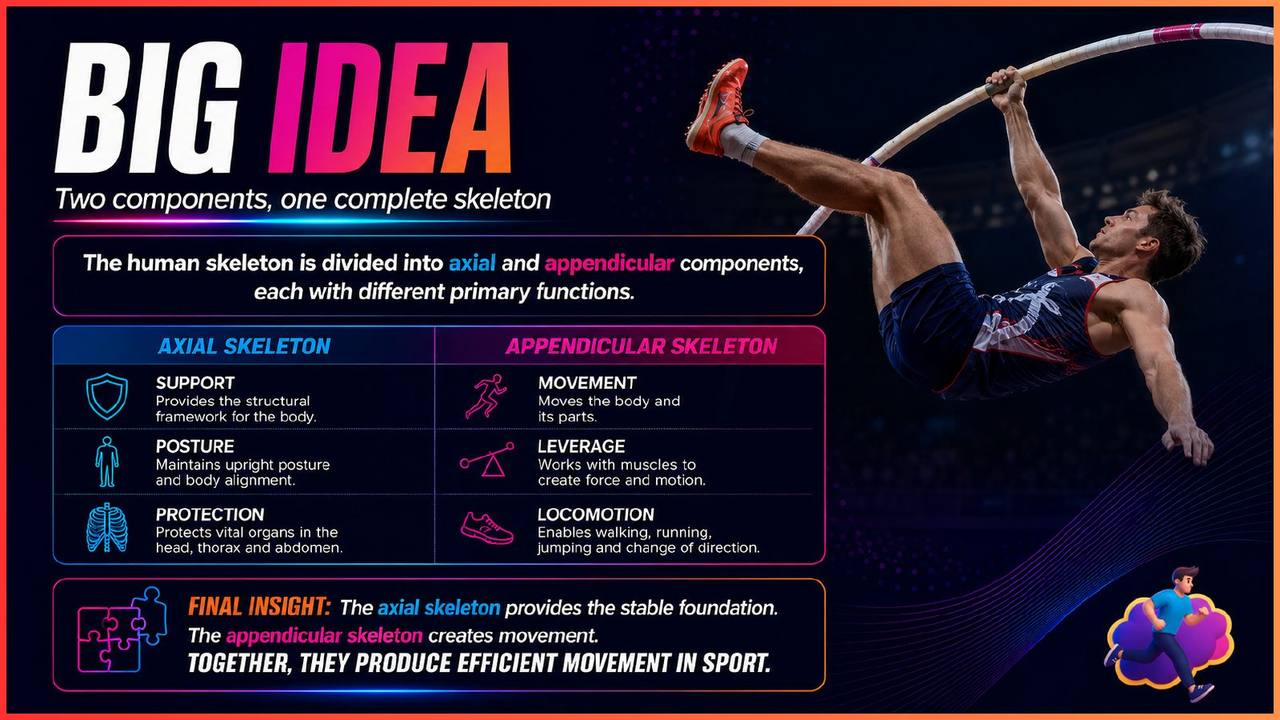 BIG IDEA
Two components, one complete skeleton
The human skeleton is divided into axial and appendicular components,
each with different primary functions.
AXIAL SKELETON
SUPPORT
Provides the structural
framework for the body.
POSTURE
Maintains upright posture
and body alignment.
PROTECTION
Protects vital organs in the
head, thorax and abdomen.
APPENDICULAR SKELETON
MOVEMENT
Moves the body and
its parts.
LEVERAGE
Works with muscles to
create force and motion.
LOCOMOTION
Enables walking, running,
jumping and change of direction.
FINAL INSIGHT: The axial skeleton provides the stable foundation.
The appendicular skeleton creates movement.
TOGETHER, THEY PRODUCE EFFICIENT MOVEMENT IN SPORT.